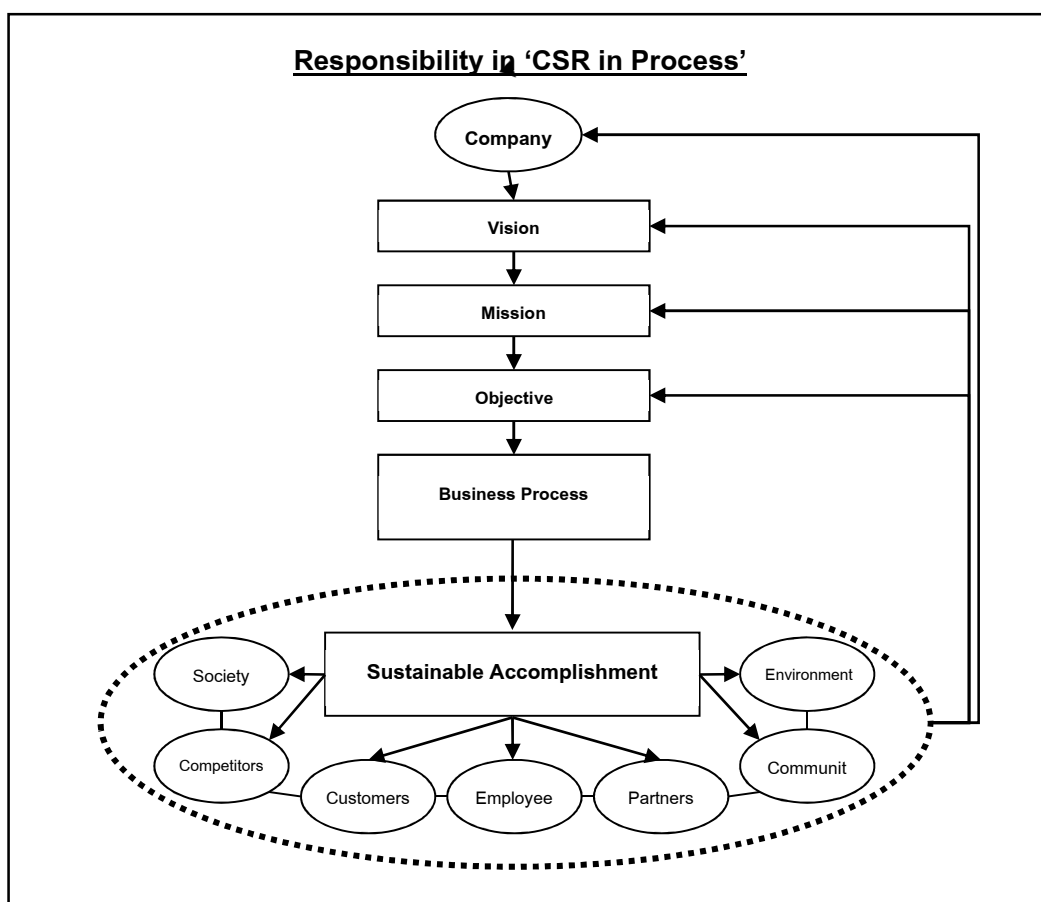 Responsibility in ‘CSR in Process’
Company
Vision
Mission
Objective
Business Process
Sustainable Accomplishment
Society
Environment
Competitors
Communit
Customers
Employee
Partners